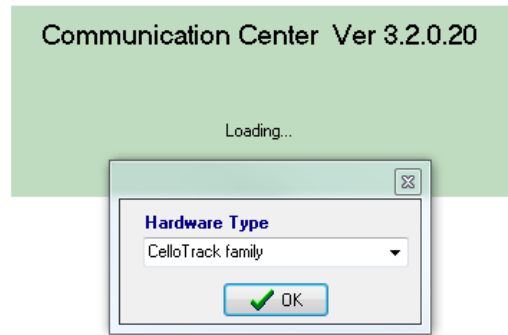 Communication Center Ver 3.2.0.20
Loading...
Hardware Type
CelloTrack family
OK